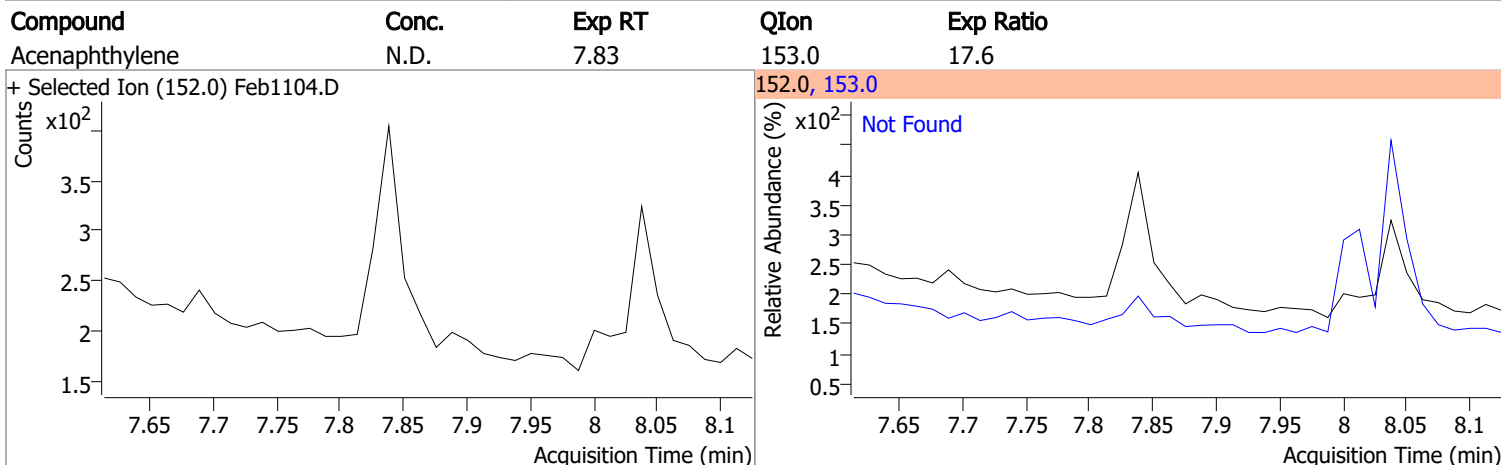 Compound Conc. Exp RT QIon Exp Ratio
Acenaphthylene N.D. 7.83 153.0 17.6
+ Selected Ion (152.0) Feb1104.D
Counts
x10²
3.5
3
2.5
2
1.5
7.65 7.7 7.75 7.8 7.85 7.9 7.95 8 8.05 8.1
Acquisition Time (min)
152.0, 153.0
Relative Abundance (%)
x10²
Not Found
4
3.5
3
2.5
2
1.5
1
0.5
7.65 7.7 7.75 7.8 7.85 7.9 7.95 8 8.05 8.1
Acquisition Time (min)